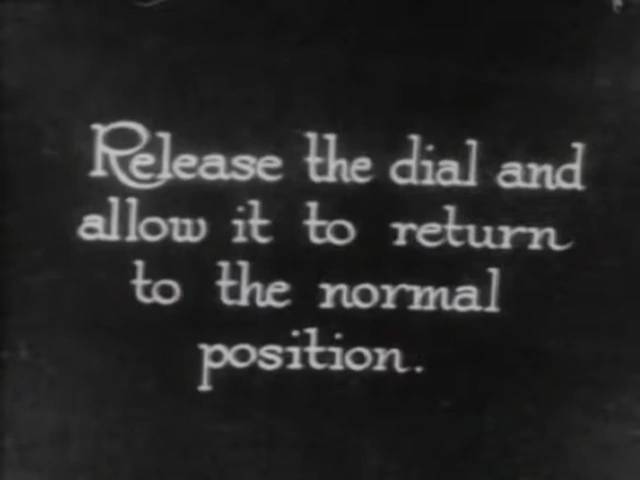 Release the dial and
allow it to return
to the normal
position.